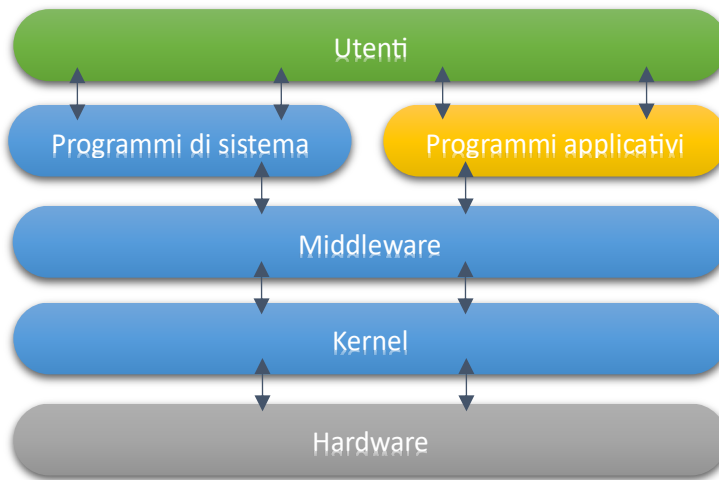 Utenti
Programmi di sistema
Programmi applicativi
Middleware
Kernel
Hardware